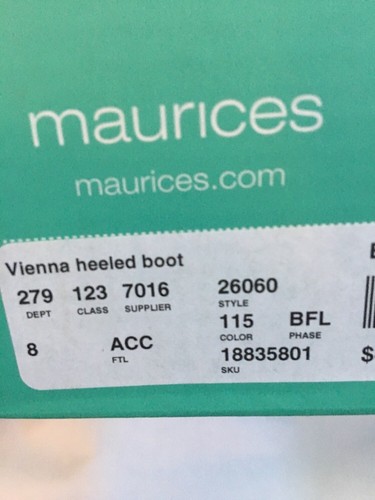 maurices
maurices.com
Vienna heeled boot
279 123 7016 26060
DEPT CLASS SUPPLIER STYLE
115 BFL
COLOR PHASE
8 ACC 18835801 $
FTL SKU